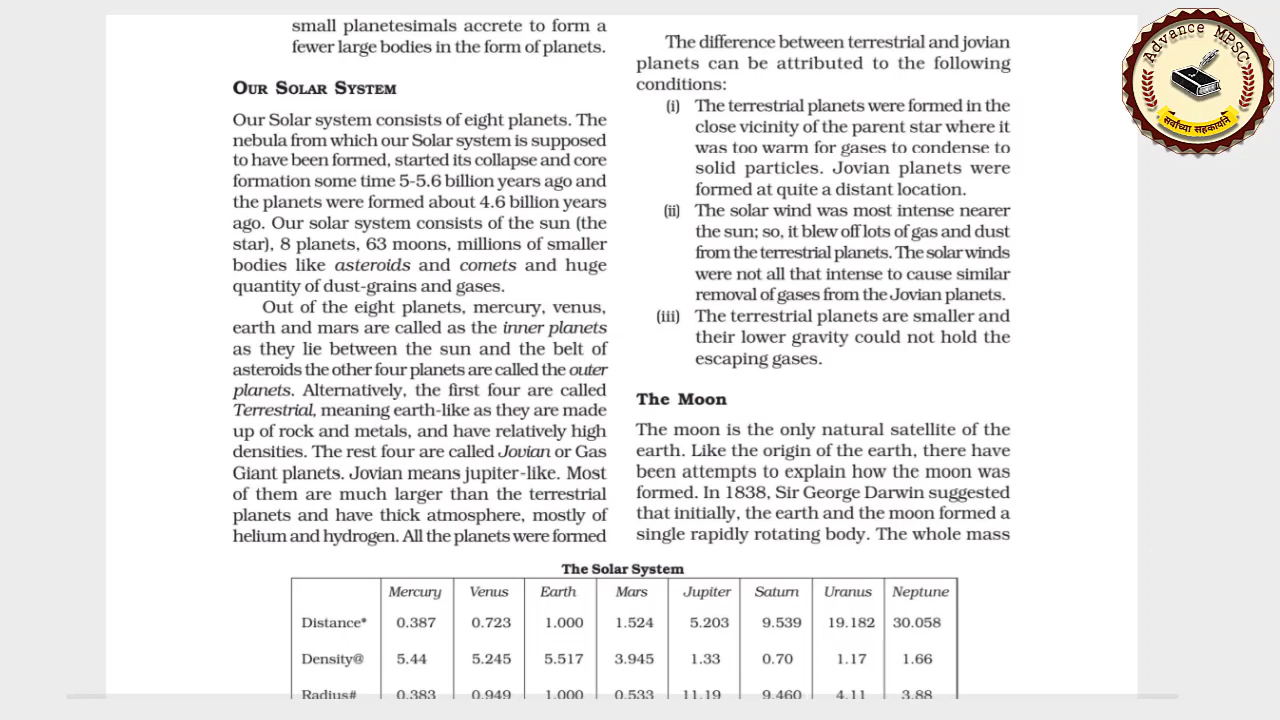 small planetesimals accrete to form a
fewer large bodies in the form of planets.
OUR SOLAR SYSTEM
Our Solar system consists of eight planets. The
nebula from which our Solar system is supposed
to have been formed, started its collapse and core
formation some time 5-5.6 billion years ago and
the planets were formed about 4.6 billion years
ago. Our solar system consists of the sun (the
star), 8 planets, 63 moons, millions of smaller
bodies like asteroids and comets and huge
quantity of dust-grains and gases.
Out of the eight planets, mercury, venus,
earth and mars are called as the inner planets
as they lie between the sun and the belt of
asteroids the other four planets are called the outer
planets. Alternatively, the first four are called
Terrestrial, meaning earth-like as they are made
up of rock and metals, and have relatively high
densities. The rest four are called Jovian or Gas
Giant planets. Jovian means jupiter-like. Most
of them are much larger than the terrestrial
planets and have thick atmosphere, mostly of
helium and hydrogen. All the planets were formed
The difference between terrestrial and jovian
planets can be attributed to the following
conditions:
(i) The terrestrial planets were formed in the
close vicinity of the parent star where it
was too warm for gases to condense to
solid particles. Jovian planets were
formed at quite a distant location.
(ii) The solar wind was most intense nearer
the sun; so, it blew off lots of gas and dust
from the terrestrial planets. The solar winds
were not all that intense to cause similar
removal of gases from the Jovian planets.
(iii) The terrestrial planets are smaller and
their lower gravity could not hold the
escaping gases.
The Moon
The moon is the only natural satellite of the
earth. Like the origin of the earth, there have
been attempts to explain how the moon was
formed. In 1838, Sir George Darwin suggested
that initially, the earth and the moon formed a
single rapidly rotating body. The whole mass
The Solar System
Mercury Venus Earth Mars Jupiter Saturn Uranus Neptune
Distance* 0.387 0.723 1.000 1.524 5.203 9.539 19.182 30.058
Density@ 5.44 5.245 5.517 3.945 1.33 0.70 1.17 1.66
Radius# 0.383 0.949 1.000 0.533 11.19 9.460 4.11 3.88
Advance MPSC
सर्वांच्या सहकार्याने